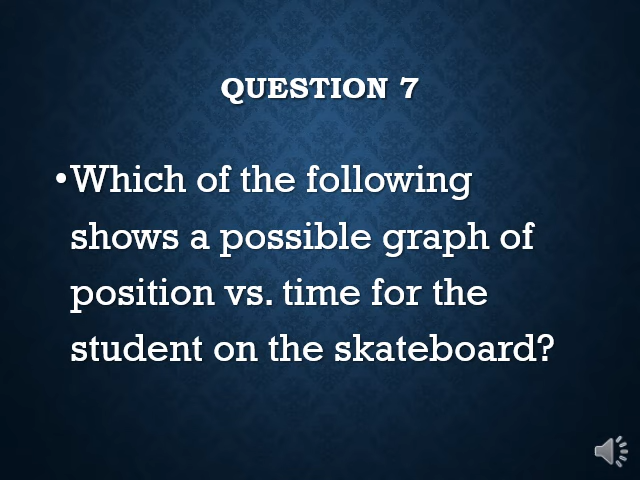 QUESTION 7
•Which of the following
shows a possible graph of
position vs. time for the
student on the skateboard?